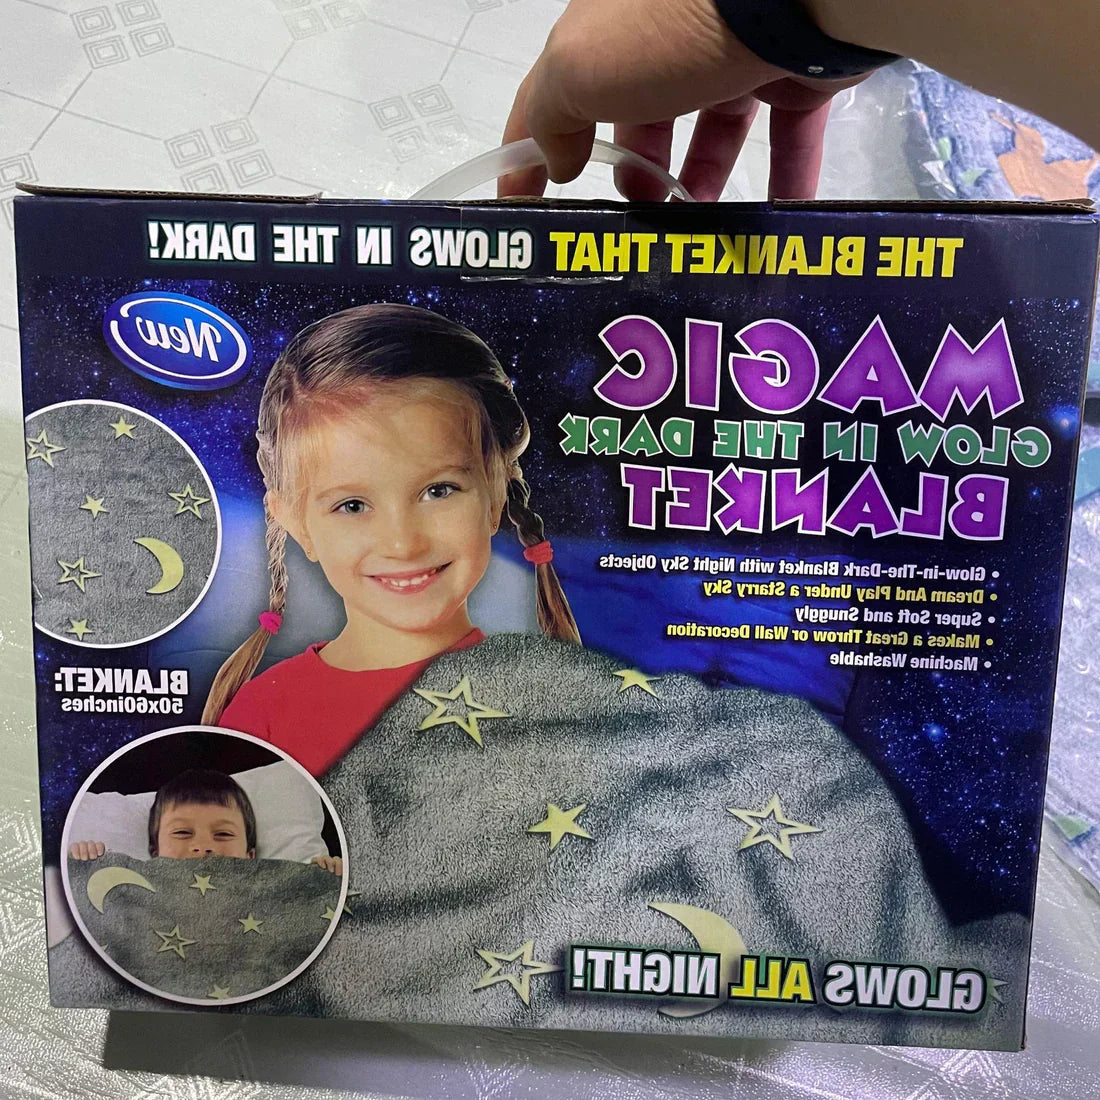 THE BLANKET THAT GLOWS IN THE DARK!
New
MAGIC
GLOW IN THE DARK
BLANKET
• Glow-in-The-Dark Blanket with Night Sky Objects
• Dream And Play Under a Starry Sky
• Super Soft and Snuggly
• Makes a Great Throw or Wall Decoration
• Machine Washable
BLANKET:
50x60inches
GLOWS ALL NIGHT!